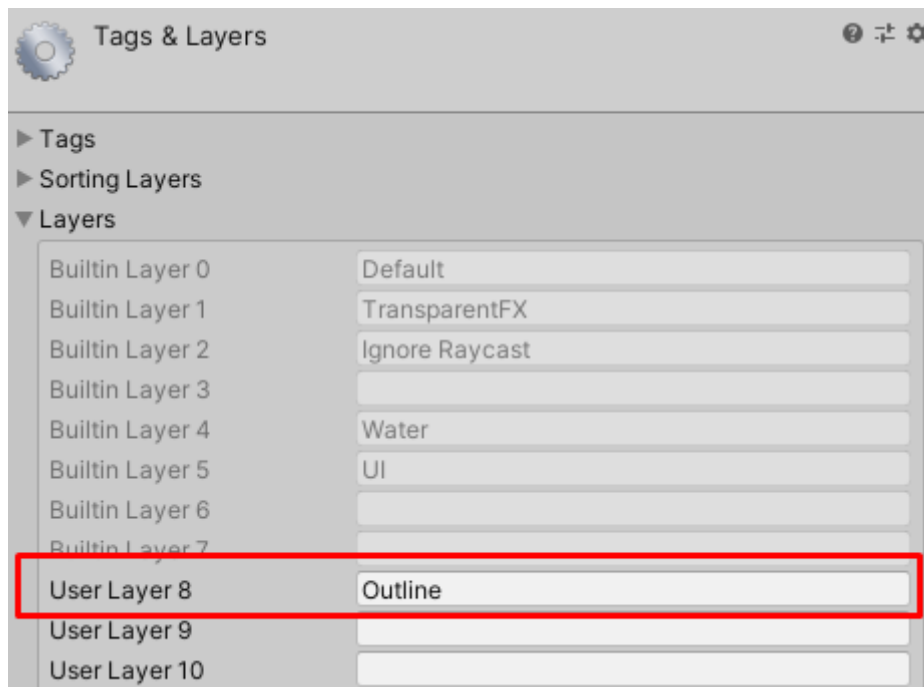 Tags & Layers
Tags
Sorting Layers
Layers
Builtin Layer 0 Default
Builtin Layer 1 TransparentFX
Builtin Layer 2 Ignore Raycast
Builtin Layer 3
Builtin Layer 4 Water
Builtin Layer 5 UI
Builtin Layer 6
Builtin Layer 7
User Layer 8 Outline
User Layer 9
User Layer 10